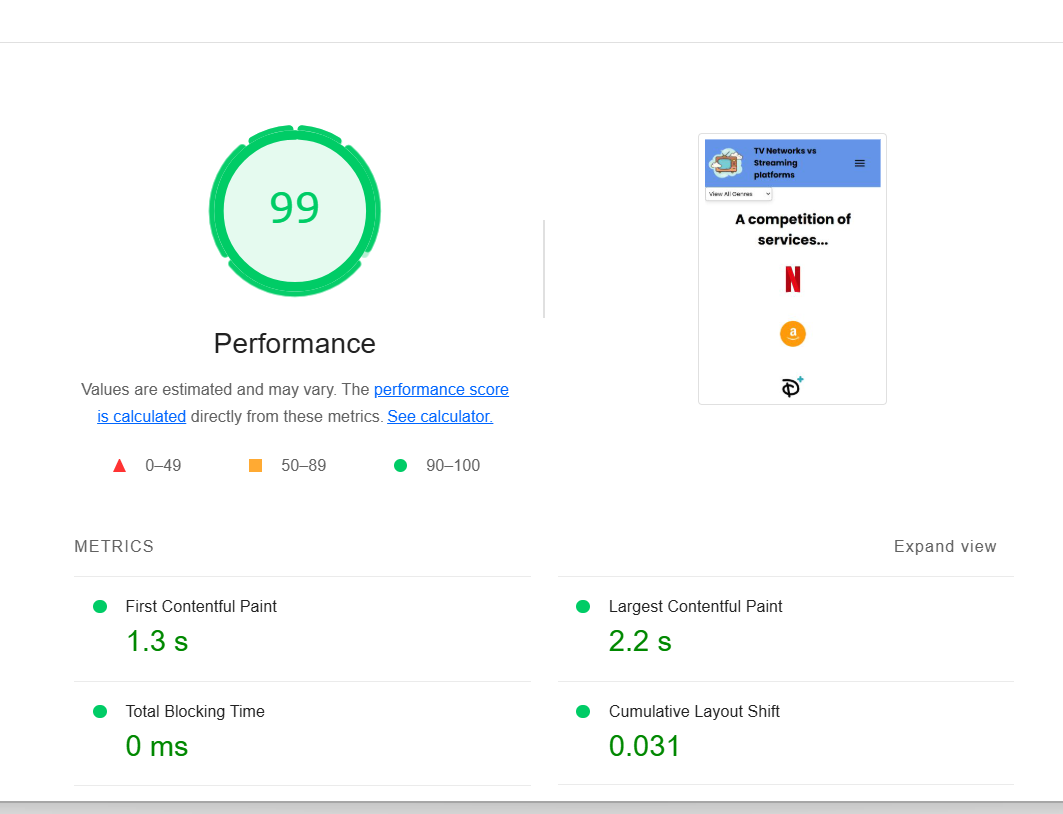 99
TV Networks vs
Streaming
platforms
View All Genres
A competition of
services...
N
a
D+
Performance
Values are estimated and may vary. The performance score
is calculated directly from these metrics. See calculator.
0–49
50–89
90–100
METRICS
Expand view
First Contentful Paint
1.3 s
Largest Contentful Paint
2.2 s
Total Blocking Time
0 ms
Cumulative Layout Shift
0.031